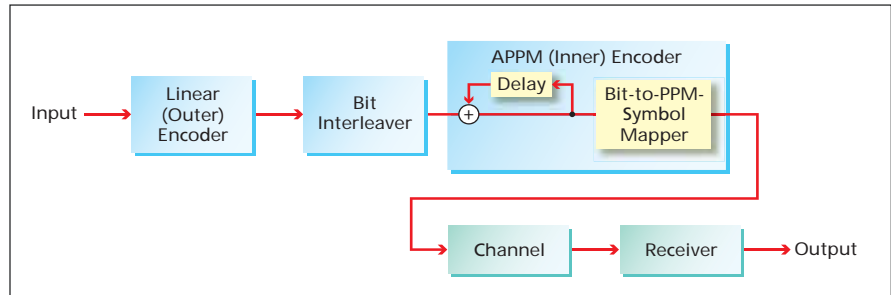 APPM (Inner) Encoder
Delay
Input
Linear
(Outer)
Encoder
Bit
Interleaver
+
Bit-to-PPM-
Symbol
Mapper
Channel
Receiver
Output